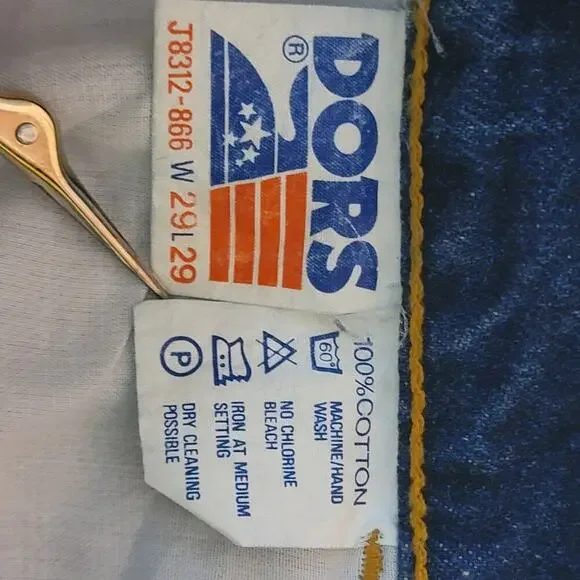 DORS
®
J8312-866 W 29 L 29
100% COTTON
60°
MACHINE/HAND
WASH
NO CHLORINE
BLEACH
IRON AT MEDIUM
SETTING
P
DRY CLEANING
POSSIBLE